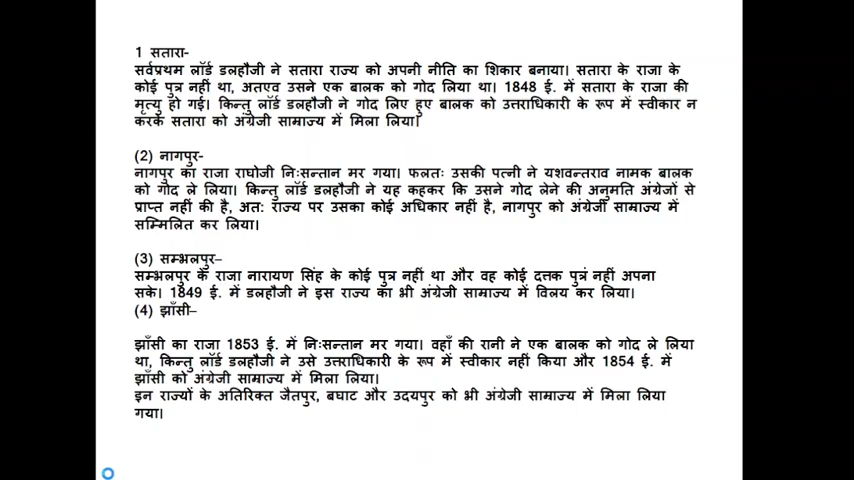 1 सतारा-
सर्वप्रथम लॉर्ड डलहौजी ने सतारा राज्य को अपनी नीति का शिकार बनाया। सतारा के राजा के
कोई पुत्र नहीं था, अतएव उसने एक बालक को गोद लिया था। 1848 ई. में सतारा के राजा की
मृत्यु हो गई। किन्तु लॉर्ड डलहौजी ने गोद लिए हुए बालक को उत्तराधिकारी के रूप में स्वीकार न
करके सतारा को अंग्रेजी साम्राज्य में मिला लिया।
(2) नागपुर-
नागपुर का राजा राघोजी निःसन्तान मर गया। फलतः उसकी पत्नी ने यशवन्तराव नामक बालक
को गोद ले लिया। किन्तु लॉर्ड डलहौजी ने यह कहकर कि उसने गोद लेने की अनुमति अंग्रेजों से
प्राप्त नहीं की है, अतः राज्य पर उसका कोई अधिकार नहीं है, नागपुर को अंग्रेजी साम्राज्य में
सम्मिलित कर लिया।
(3) सम्भलपुर–
सम्भलपुर के राजा नारायण सिंह के कोई पुत्र नहीं था और वह कोई दत्तक पुत्रं नहीं अपना
सके। 1849 ई. में डलहौजी ने इस राज्य का भी अंग्रेजी साम्राज्य में विलय कर लिया।
(4) झाँसी–
झाँसी का राजा 1853 ई. में निःसन्तान मर गया। वहाँ की रानी ने एक बालक को गोद ले लिया
था, किन्तु लॉर्ड डलहौजी ने उसे उत्तराधिकारी के रूप में स्वीकार नहीं किया और 1854 ई. में
झाँसी को अंग्रेजी साम्राज्य में मिला लिया।
इन राज्यों के अतिरिक्त जैतपुर, बघाट और उदयपुर को भी अंग्रेजी साम्राज्य में मिला लिया
गया।